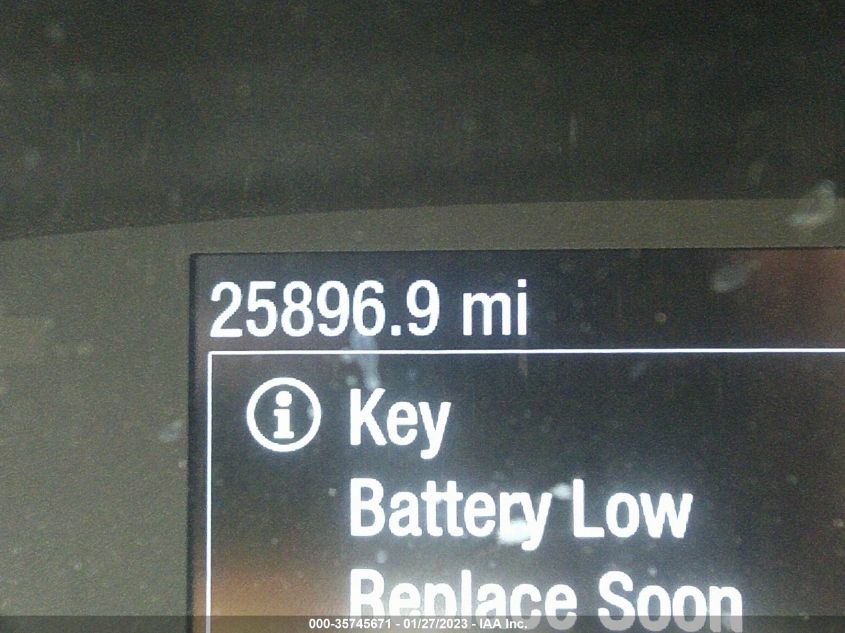 25896.9 mi
i Key
Battery Low
Replace Soon
000-35745671 - 01/27/2023 - IAA Inc.